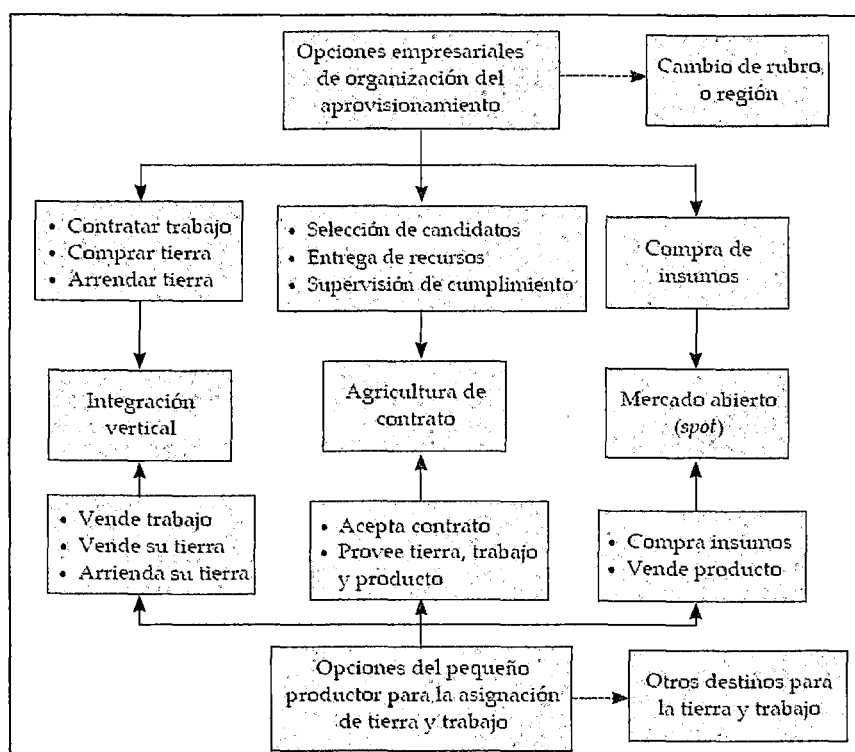 Opciones empresariales
de organización del
aprovisionamiento
Cambio de rubro
o región
• Contratar trabajo
• Comprar tierra
• Arrendar tierra
• Selección de candidatos
• Entrega de recursos
• Supervisión de cumplimiento
Compra de
insumos
Integración
vertical
Agricultura de
contrato
Mercado abierto
(spot)
• Vende trabajo
• Vende su tierra
• Arrienda su tierra
• Acepta contrato
• Provee tierra, trabajo
y producto
• Compra insumos
• Vende producto
Opciones del pequeño
productor para la asignación
de tierra y trabajo
Otros destinos para
la tierra y trabajo